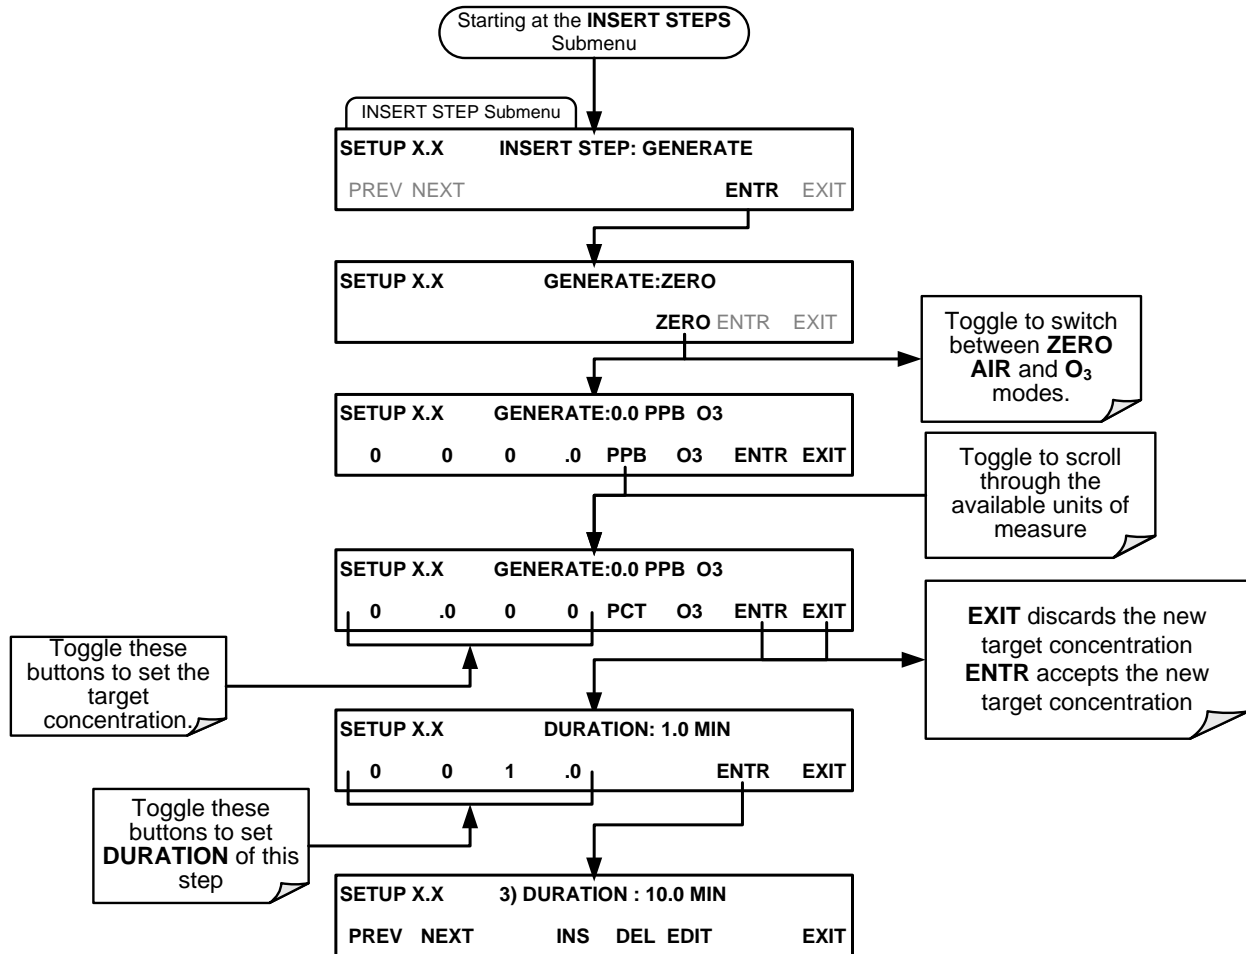 Starting at the INSERT STEPS
Submenu
INSERT STEP Submenu
SETUP X.X INSERT STEP: GENERATE
PREV NEXT ENTR EXIT
SETUP X.X GENERATE:ZERO
ZERO ENTR EXIT
Toggle to switch
between ZERO
AIR and O₃
modes.
SETUP X.X GENERATE:0.0 PPB O3
0 0 0 .0 PPB O3 ENTR EXIT
Toggle to scroll
through the
available units of
measure
SETUP X.X GENERATE:0.0 PPB O3
0 .0 0 0 PCT O3 ENTR EXIT
Toggle these
buttons to set the
target
concentration.
EXIT discards the new
target concentration
ENTR accepts the new
target concentration
SETUP X.X DURATION: 1.0 MIN
0 0 1 .0 ENTR EXIT
Toggle these
buttons to set
DURATION of this
step
SETUP X.X 3) DURATION : 10.0 MIN
PREV NEXT INS DEL EDIT EXIT